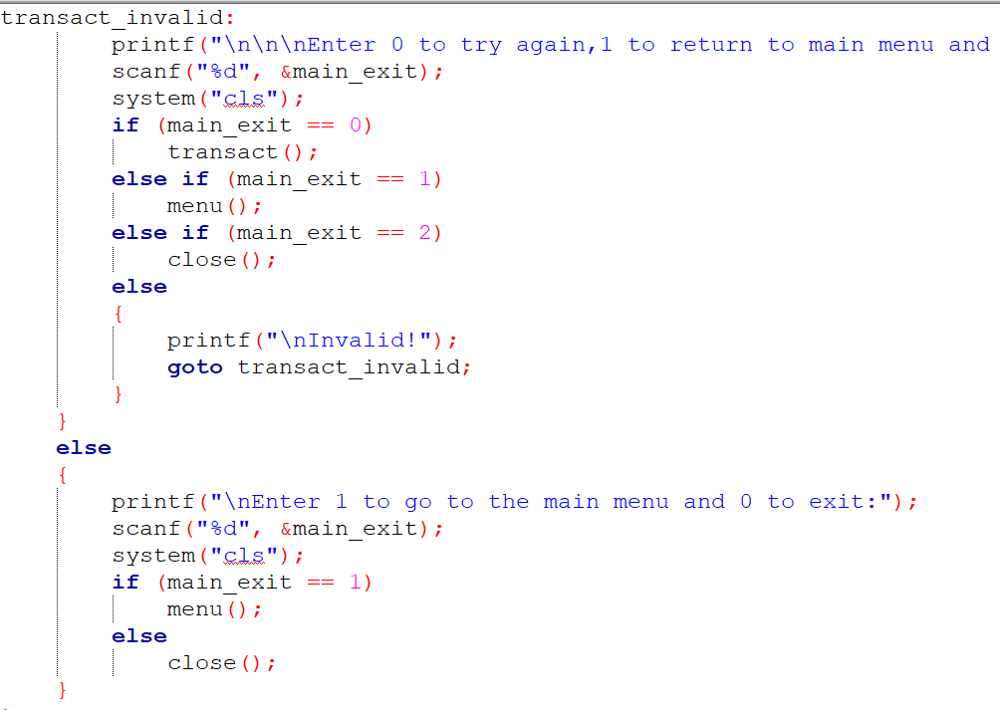 transact_invalid:
printf("\n\n\nEnter 0 to try again,1 to return to main menu and
scanf("%d", &main_exit);
system("cls");
if (main_exit == 0)
transact();
else if (main_exit == 1)
menu();
else if (main_exit == 2)
close();
else
{
printf("\nInvalid!");
goto transact_invalid;
}
}
else
{
printf("\nEnter 1 to go to the main menu and 0 to exit:");
scanf("%d", &main_exit);
system("cls");
if (main_exit == 1)
menu();
else
close();
}